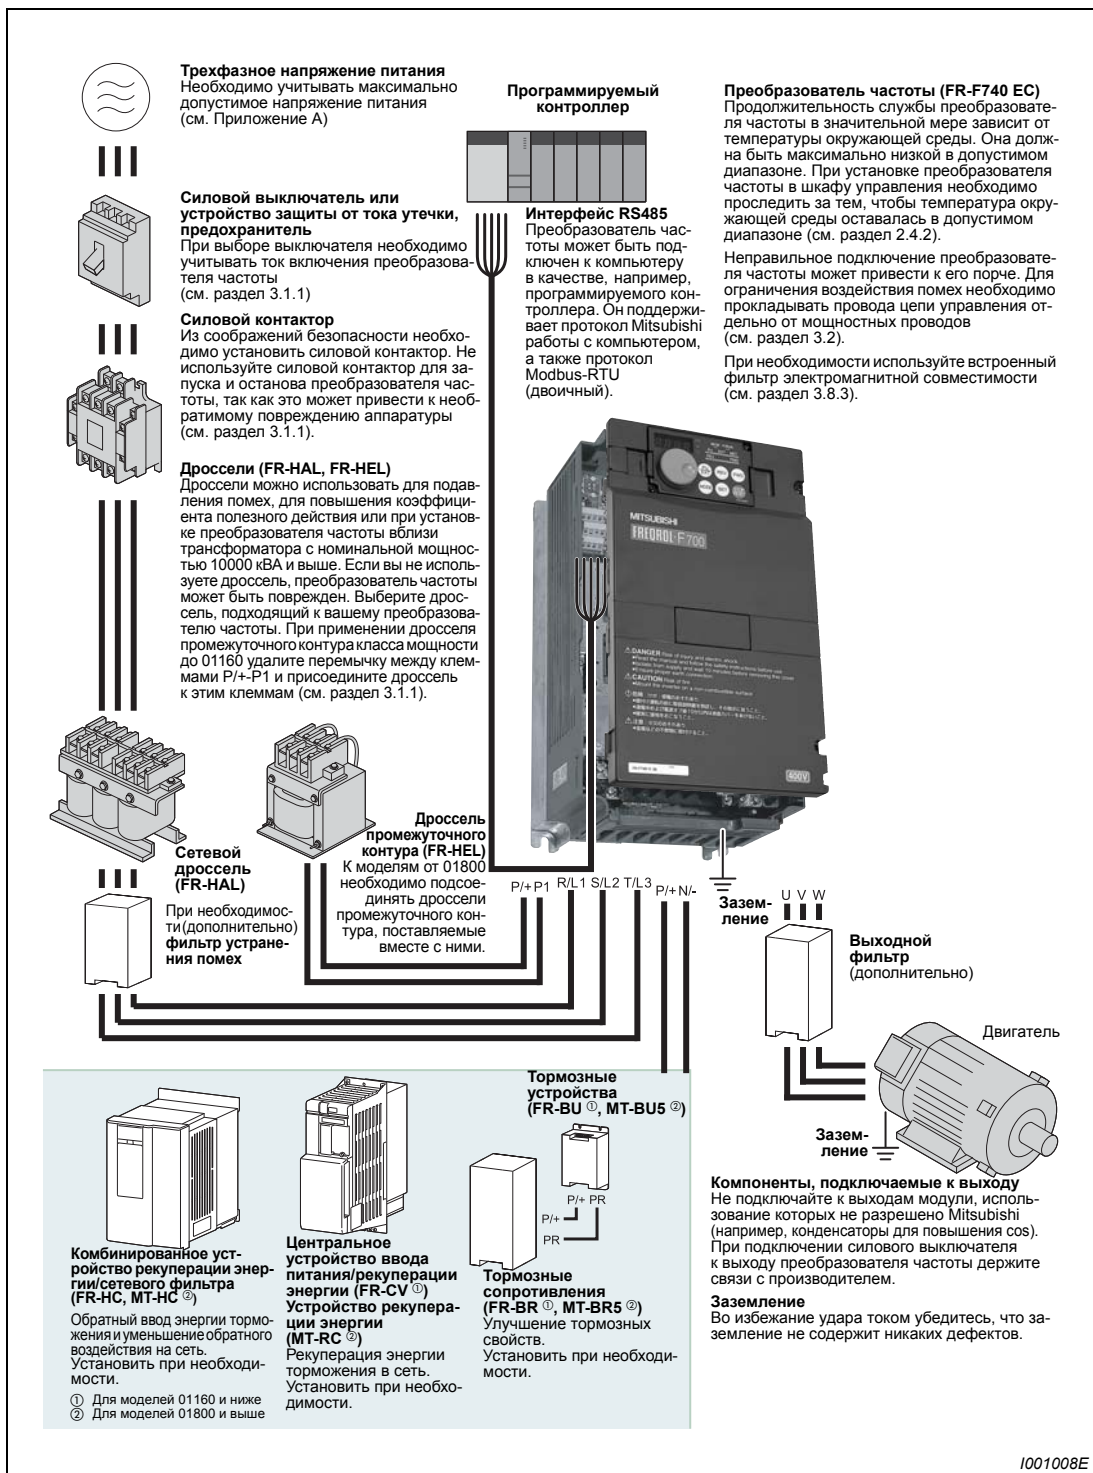 Трехфазное напряжение питания
Необходимо учитывать максимально
допустимое напряжение питания
(см. Приложение А)
Силовой выключатель или
устройство защиты от тока утечки,
предохранитель
При выборе выключателя необходимо
учитывать ток включения преобразова-
теля частоты
(см. раздел 3.1.1)
Силовой контактор
Из соображений безопасности необхо-
димо установить силовой контактор. Не
используйте силовой контактор для за-
пуска и останова преобразователя час-
тоты, так как это может привести к необ-
ратимому повреждению аппаратуры
(см. раздел 3.1.1).
Дроссели (FR-HAL, FR-HEL)
Дроссели можно использовать для подав-
ления помех, для повышения коэффици-
ента полезного действия или при установ-
ке преобразователя частоты вблизи
трансформатора с номинальной мощнос-
тью 10000 кВА и выше. Если вы не исполь-
зуете дроссель, преобразователь частоты
может быть поврежден. Выберите дрос-
сель, подходящий к вашему преобразова-
телю частоты. При применении дросселя
промежуточного контура класса мощности
до 01160 удалите перемычку между клем-
мами P/+-P1 и присоедините дроссель
к этим клеммам (см. раздел 3.1.1).
Программируемый
контроллер
Интерфейс RS485
Преобразователь час-
тоты может быть под-
ключен к компьютеру
в качестве, например,
программируемого кон-
троллера. Он поддержи-
вает протокол Mitsubishi
работы с компьютером,
а также протокол
Modbus-RTU
(двоичный).
Преобразователь частоты (FR-F740 EC)
Продолжительность службы преобразовате-
ля частоты в значительной мере зависит от
температуры окружающей среды. Она долж-
на быть максимально низкой в допустимом
диапазоне. При установке преобразователя
частоты в шкафу управления необходимо
проследить за тем, чтобы температура окру-
жающей среды оставалась в допустимом
диапазоне (см. раздел 2.4.2).
Неправильное подключение преобразовате-
ля частоты может привести к его порче. Для
ограничения воздействия помех необходимо
прокладывать провода цепи управления от-
дельно от мощностных проводов
(см. раздел 3.2).
При необходимости используйте встроенный
фильтр электромагнитной совместимости
(см. раздел 3.8.3).
MITSUBISHI
FREQROL-F700
DANGER Risk of injury and electric shock
CAUTION Risk of fire
400V
Сетевой
дроссель
(FR-HAL)
При необходимос-
ти (дополнительно)
фильтр устране-
ния помех
Дроссель
промежуточного
контура (FR-HEL)
К моделям от 01800
необходимо подсое-
динять дроссели
промежуточного кон-
тура, поставляемые
вместе с ними.
P/+ P1 R/L1 S/L2 T/L3 P/+ N/-
Зазем-
ление
U V W
Выходной
фильтр
(дополнительно)
Двигатель
Зазем-
ление
Компоненты, подключаемые к выходу
Не подключайте к выходам модули, исполь-
зование которых не разрешено Mitsubishi
(например, конденсаторы для повышения cos).
При подключении силового выключателя
к выходу преобразователя частоты держите
связи с производителем.
Заземление
Во избежание удара током убедитесь, что за-
земление не содержит никаких дефектов.
Комбинированное уст-
ройство рекуперации энер-
гии/сетевого фильтра
(FR-HC, MT-HC ②)
Обратный ввод энергии тормо-
жения и уменьшение обратного
воздействия на сеть.
Установить при необходи-
мости.
① Для моделей 01160 и ниже
② Для моделей 01800 и выше
Центральное
устройство ввода
питания/рекуперации
энергии (FR-CV ①)
Устройство рекупера-
ции энергии
(MT-RC ②)
Рекуперация энергии
торможения в сеть.
Установить при необхо-
димости.
Тормозные
устройства
(FR-BU ①, MT-BU5 ②)
P/+ PR
P/+
PR
Тормозные
сопротивления
(FR-BR ①, MT-BR5 ②)
Улучшение тормозных
свойств.
Установить при необходи-
мости.
I001008E